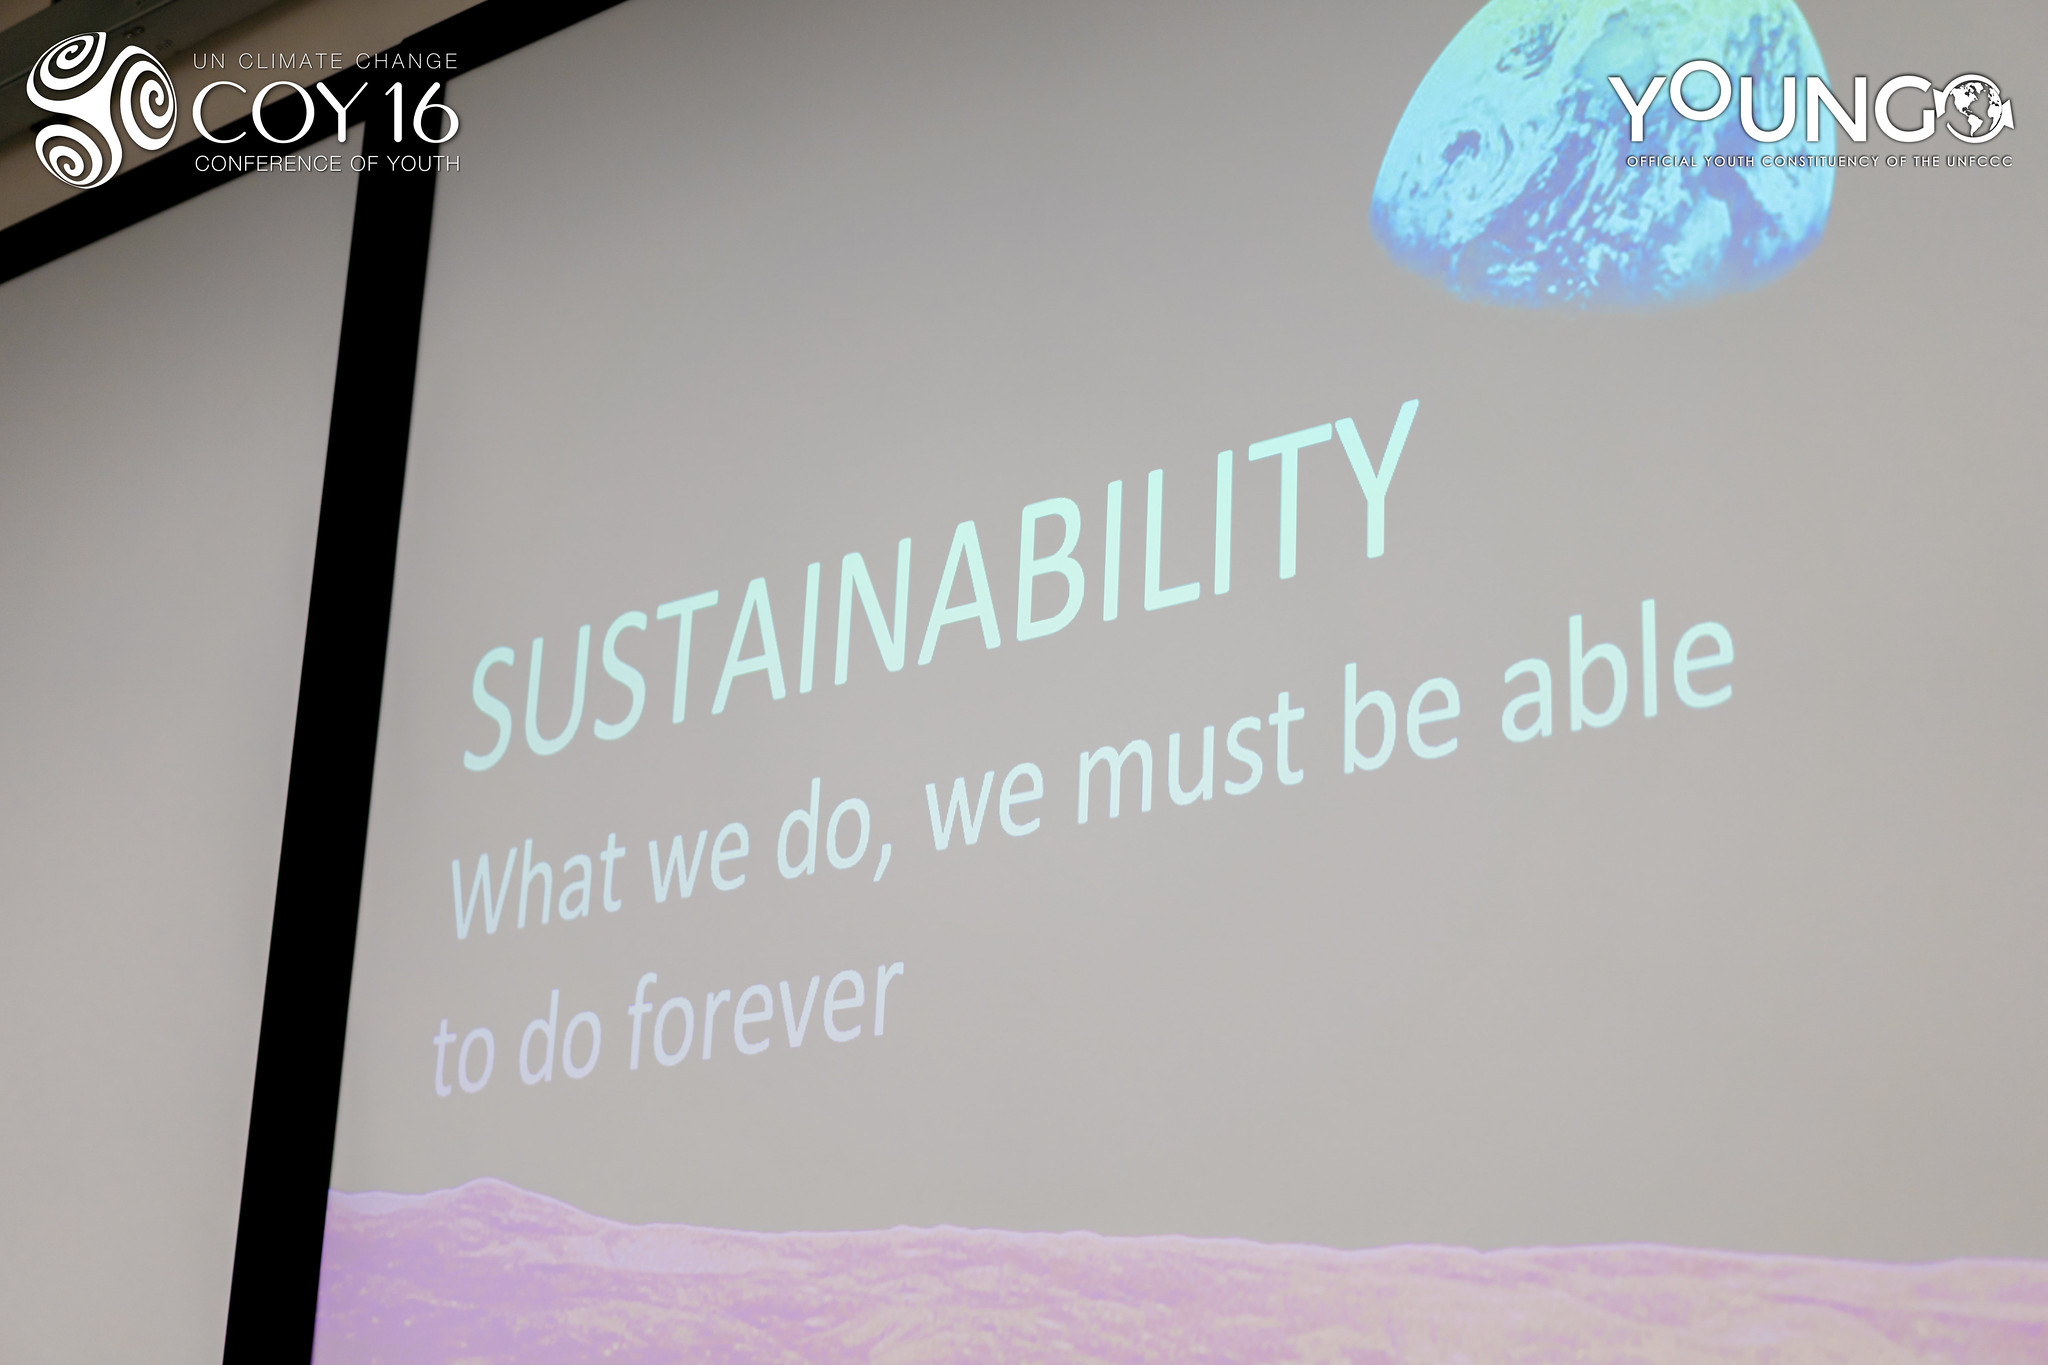 UN CLIMATE CHANGE
COY 16
CONFERENCE OF YOUTH
YOUNGO
OFFICIAL YOUTH CONSTITUENCY OF THE UNFCCC
SUSTAINABILITY
What we do, we must be able
to do forever